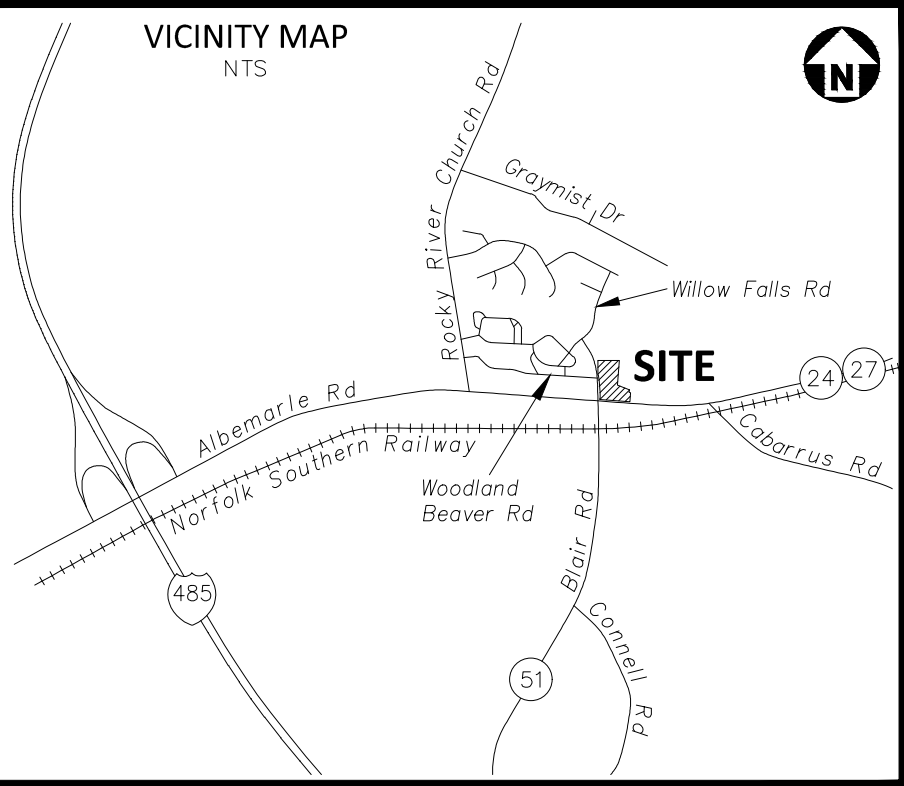 VICINITY MAP
NTS
N
Rocky River Church Rd
Graymist Dr
Willow Falls Rd
SITE
24
27
Albemarle Rd
Cabarrus Rd
Norfolk Southern Railway
Woodland
Beaver Rd
Blair Rd
485
Connell Rd
51